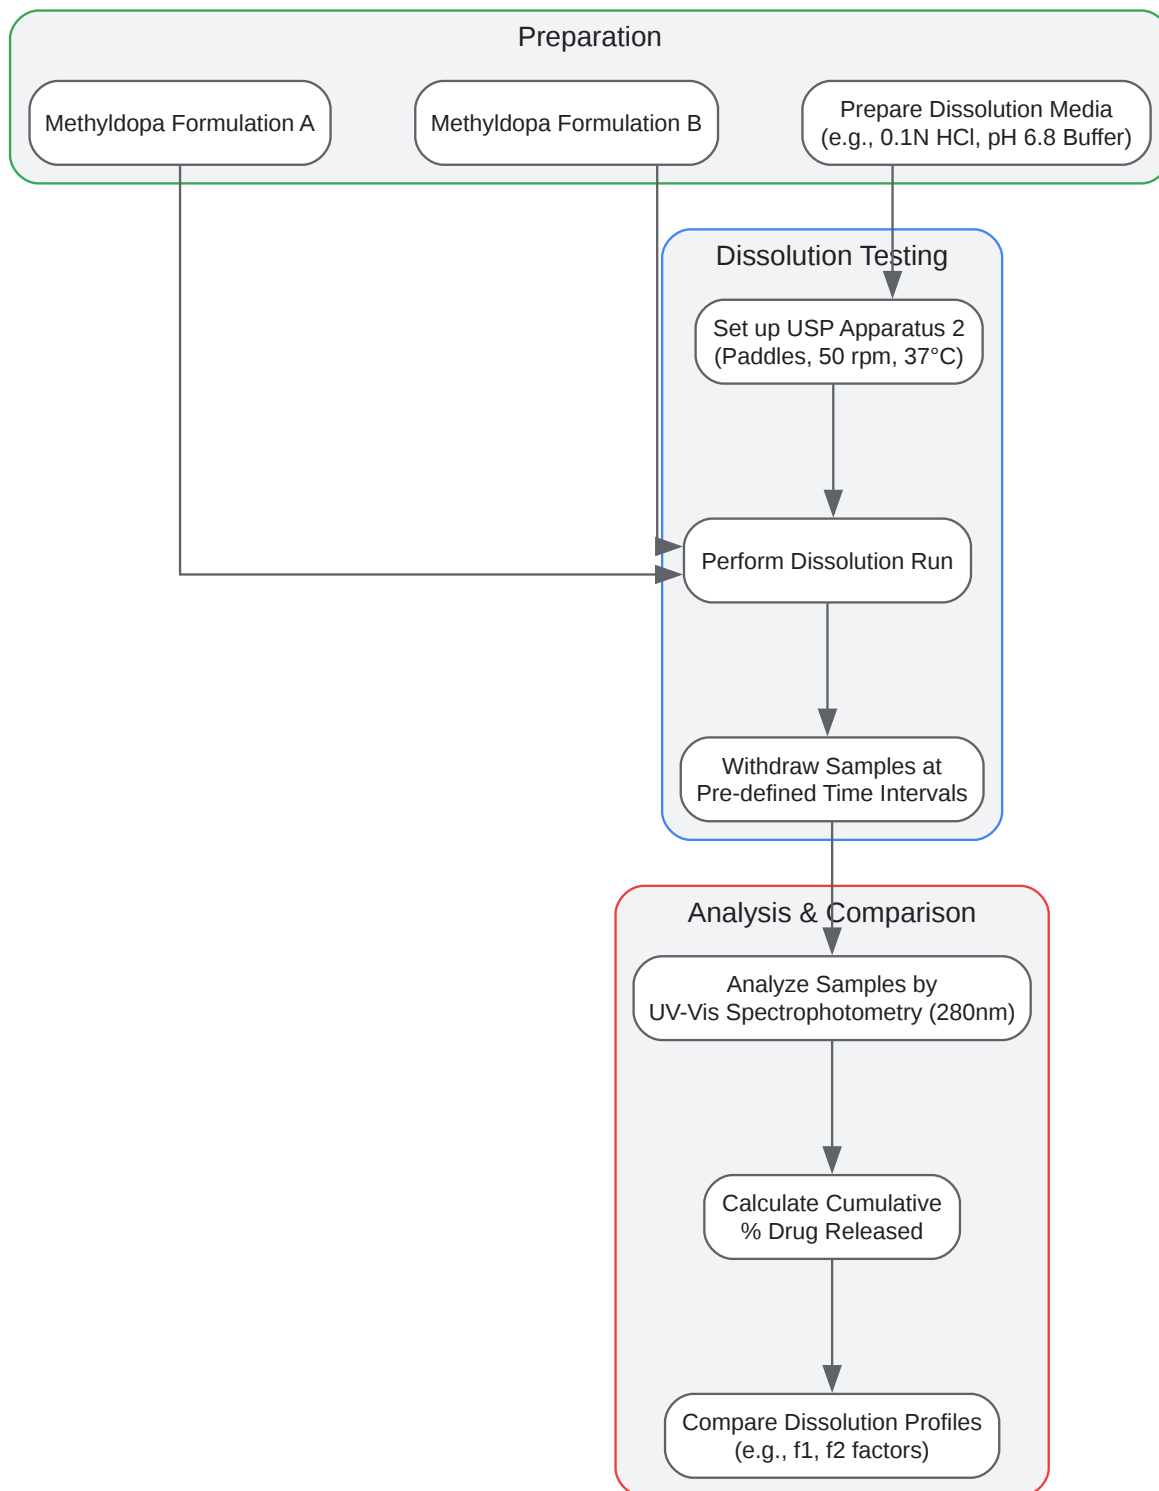 Preparation
Methyldopa Formulation A
Methyldopa Formulation B
Prepare Dissolution Media
(e.g., 0.1N HCl, pH 6.8 Buffer)
Dissolution Testing
Set up USP Apparatus 2
(Paddles, 50 rpm, 37°C)
Perform Dissolution Run
Withdraw Samples at
Pre-defined Time Intervals
Analysis & Comparison
Analyze Samples by
UV-Vis Spectrophotometry (280nm)
Calculate Cumulative
% Drug Released
Compare Dissolution Profiles
(e.g., f1, f2 factors)